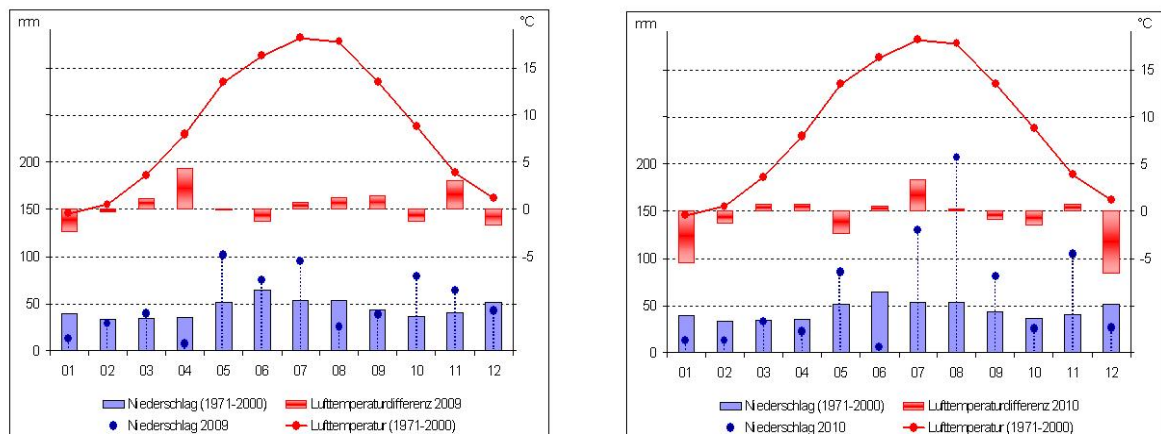 mm °C
15
10
200 5
150 0
100 -5
50
0
01 02 03 04 05 06 07 08 09 10 11 12
Niederschlag (1971-2000) Lufttemperaturdifferenz 2009
Niederschlag 2009 Lufttemperatur (1971-2000)
mm °C
15
10
200 5
150 0
100 -5
50
0
01 02 03 04 05 06 07 08 09 10 11 12
Niederschlag (1971-2000) Lufttemperaturdifferenz 2010
Niederschlag 2010 Lufttemperatur (1971-2000)